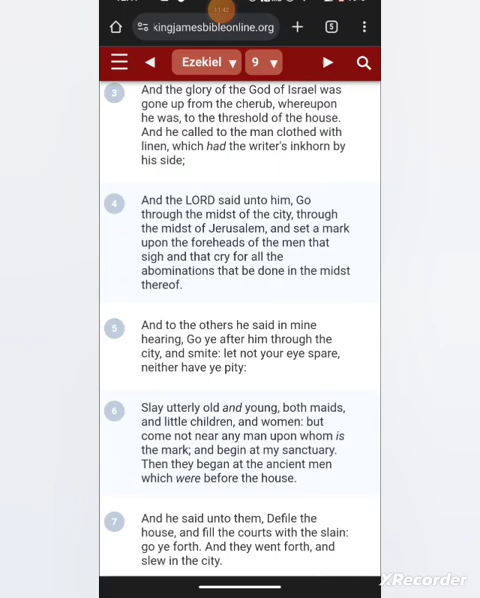 11:42
kingjamesbibleonline.org
5
Ezekiel
9
3
And the glory of the God of Israel was
gone up from the cherub, whereupon
he was, to the threshold of the house.
And he called to the man clothed with
linen, which had the writer's inkhorn by
his side;
4
And the LORD said unto him, Go
through the midst of the city, through
the midst of Jerusalem, and set a mark
upon the foreheads of the men that
sigh and that cry for all the
abominations that be done in the midst
thereof.
5
And to the others he said in mine
hearing, Go ye after him through the
city, and smite: let not your eye spare,
neither have ye pity:
6
Slay utterly old and young, both maids,
and little children, and women: but
come not near any man upon whom is
the mark; and begin at my sanctuary.
Then they began at the ancient men
which were before the house.
7
And he said unto them, Defile the
house, and fill the courts with the slain:
go ye forth. And they went forth, and
slew in the city.
XRecorder